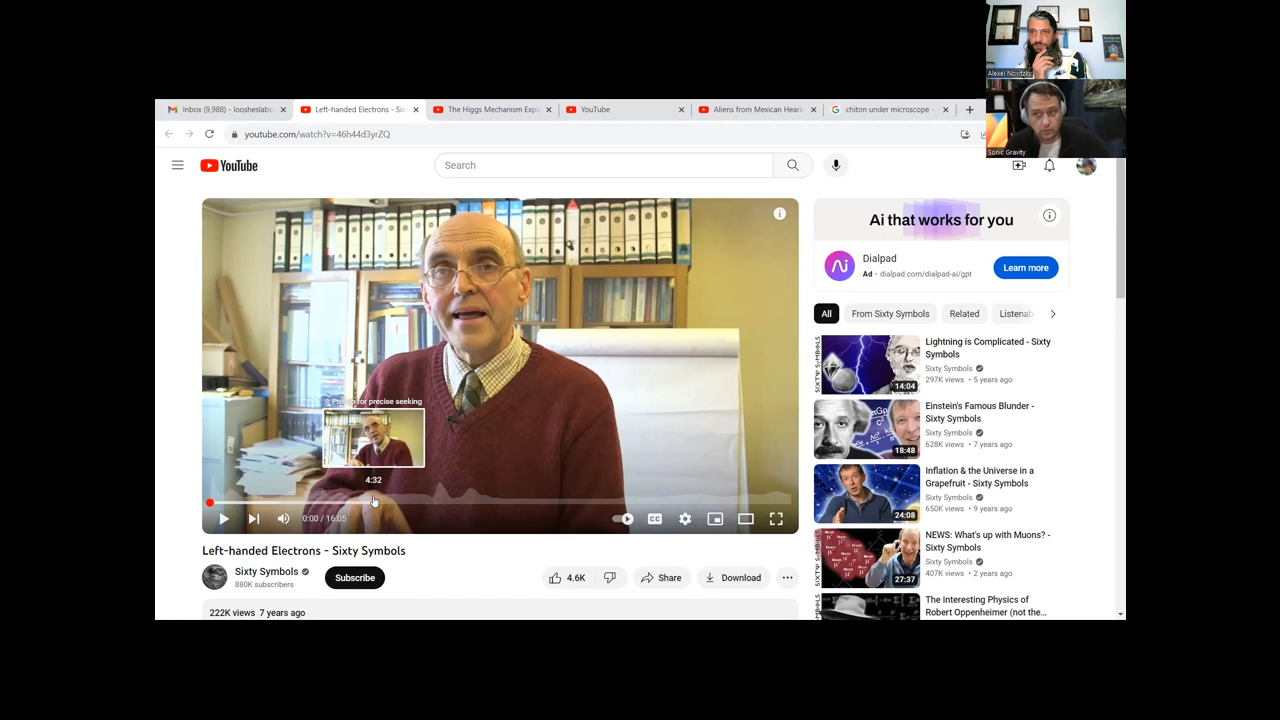 Alexei Novitzky
Sonic Gravity
Inbox (9,988) - loosheslabs
Left-handed Electrons - Six
The Higgs Mechanism Expl
YouTube
Aliens from Mexican Heari
chiton under microscope -
youtube.com/watch?v=46h44d3yrZQ
YouTube
Search
Ai that works for you
Ai
Dialpad
Ad · dialpad.com/dialpad-ai/gpt
Learn more
All
From Sixty Symbols
Related
Listenab
Lightning is Complicated - Sixty
Symbols
Sixty Symbols
297K views • 5 years ago
14:04
Einstein's Famous Blunder -
Sixty Symbols
Sixty Symbols
628K views • 7 years ago
18:48
Inflation & the Universe in a
Grapefruit - Sixty Symbols
Sixty Symbols
650K views • 9 years ago
24:08
NEWS: What's up with Muons? -
Sixty Symbols
Sixty Symbols
407K views • 2 years ago
27:37
The Interesting Physics of
Robert Oppenheimer (not the...
for precise seeking
4:32
0:00 / 16:05
CC
Left-handed Electrons - Sixty Symbols
Sixty Symbols
880K subscribers
Subscribe
4.6K
Share
Download
222K views 7 years ago